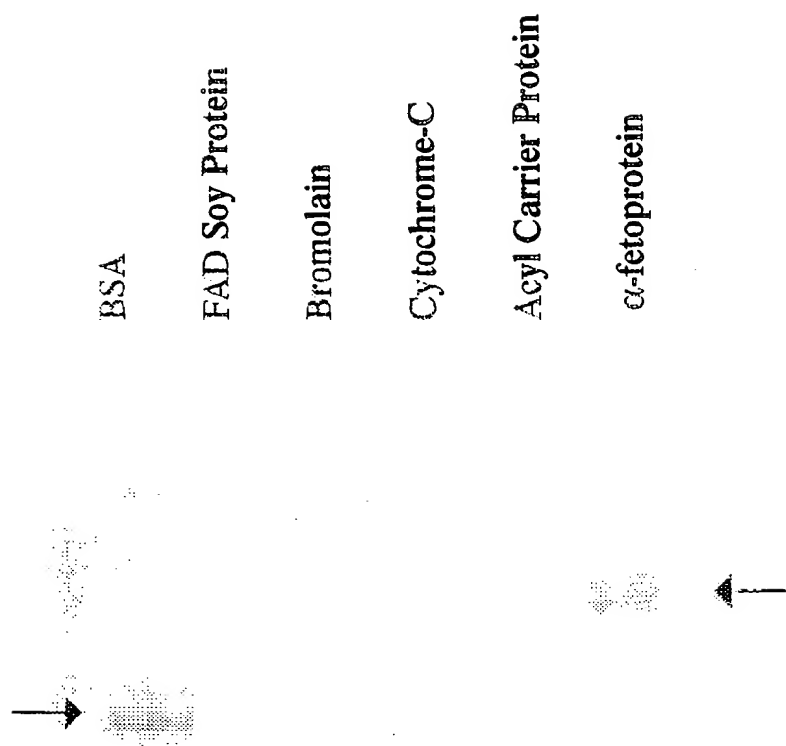 BSA
FAD Soy Protein
Bromolain
Cytochrome-C
Acyl Carrier Protein
α-fetoprotein